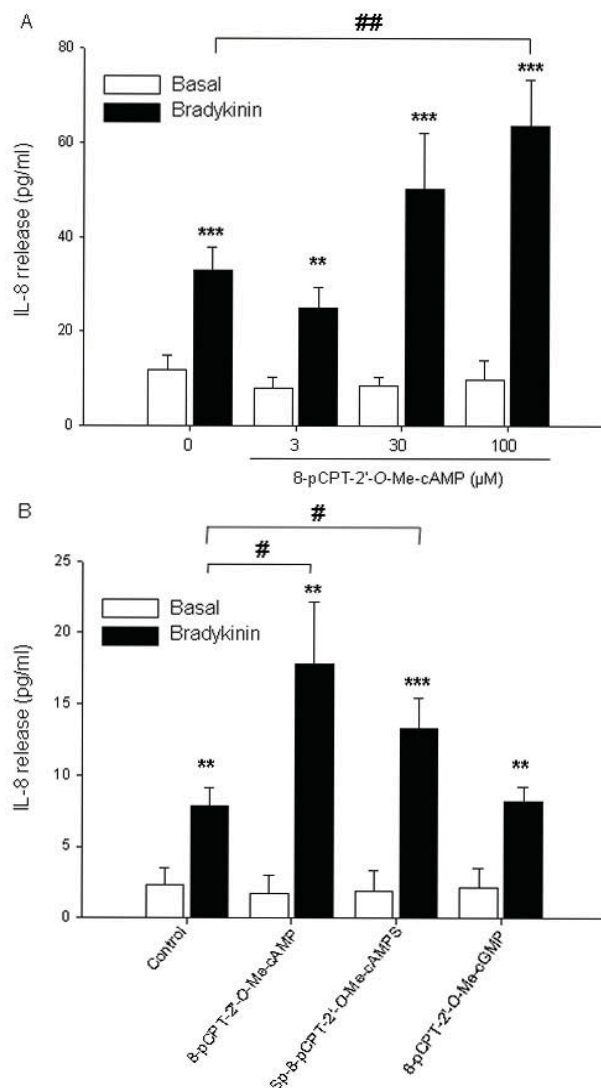 A
##
80
Basal
Bradykinin
***
***
60
***
**
40
20
0
IL-8 rrelease (pg/ml)
0 3 30 100
8-pCPT-2'-O-Me-cAMP (µM)
B
#
#
25
Basal
Bradykinin
**
20
***
15
**
**
10
5
0
IL-8 release (pg/ml)
Control
8-pCPT-2'-O-Me-cAMP
Sp-8-pCPT-2'-O-Me-cAMPS
8-pCPT-2'-O-Me-cGMP